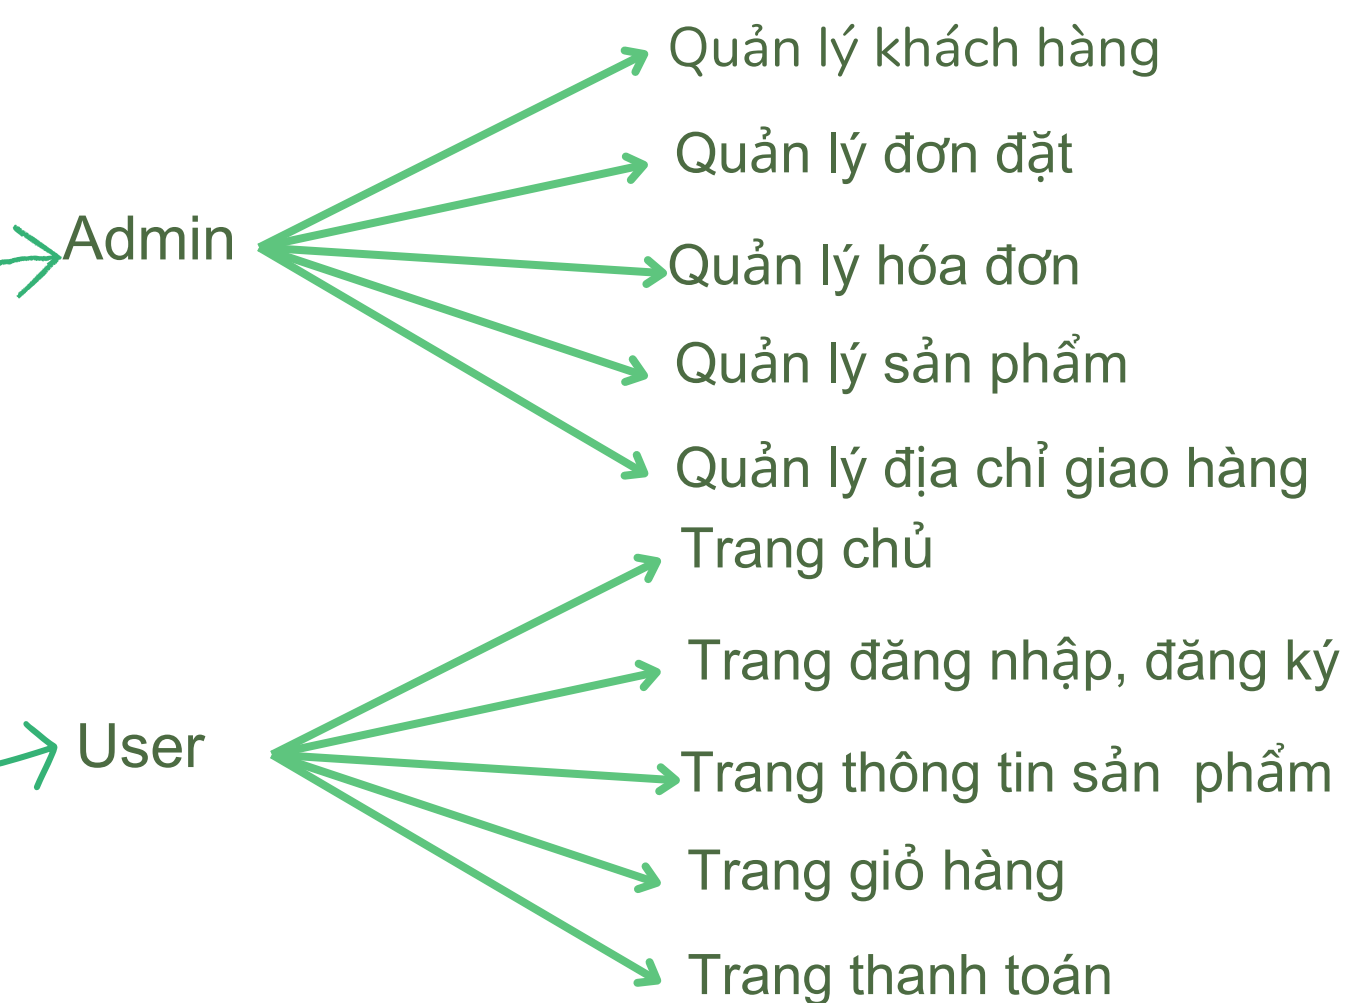 Admin
Quản lý khách hàng
Quản lý đơn đặt
Quản lý hóa đơn
Quản lý sản phẩm
Quản lý địa chỉ giao hàng
User
Trang chủ
Trang đăng nhập, đăng ký
Trang thông tin sản  phẩm
Trang giỏ hàng
Trang thanh toán